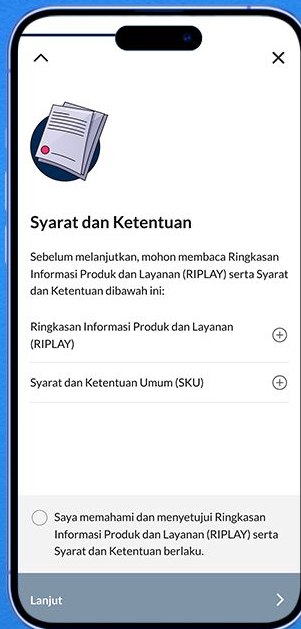 Syarat dan Ketentuan
Sebelum melanjutkan, mohon membaca Ringkasan
Informasi Produk dan Layanan (RIPLAY) serta Syarat
dan Ketentuan dibawah ini:
Ringkasan Informasi Produk dan Layanan
(RIPLAY)
Syarat dan Ketentuan Umum (SKU)
Saya memahami dan menyetujui Ringkasan
Informasi Produk dan Layanan (RIPLAY) serta
Syarat dan Ketentuan berlaku.
Lanjut